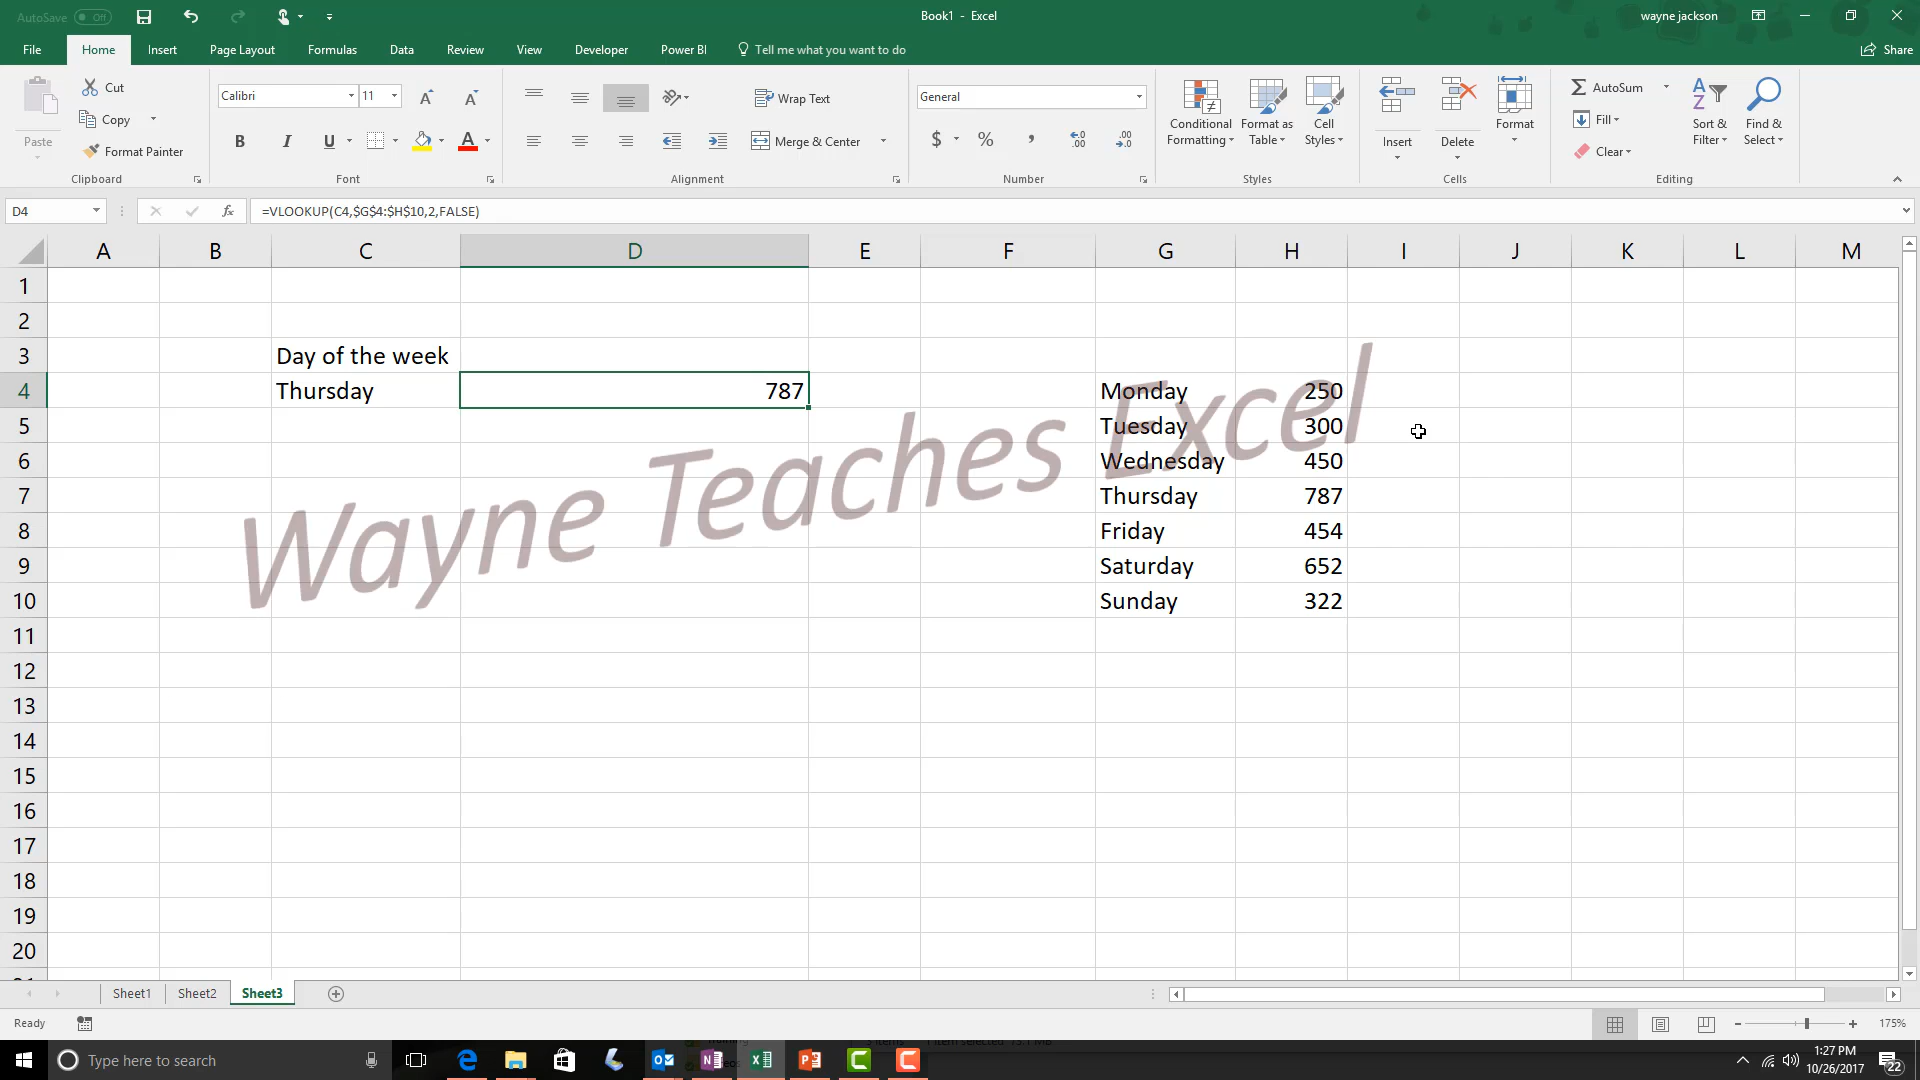 AutoSave Off
Book1 - Excel
wayne jackson
File Home Insert Page Layout Formulas Data Review View Developer Power BI Tell me what you want to do Share
Paste
Cut
Copy
Format Painter
Clipboard
Calibri 11
B I U A
Font
Wrap Text
Merge & Center
Alignment
General
$ % ,
Number
Conditional Formatting
Format as Table
Cell Styles
Styles
Insert
Delete
Format
Cells
AutoSum
Fill
Clear
Sort & Filter
Find & Select
Editing
D4 fx =VLOOKUP(C4,$G$4:$H$10,2,FALSE)
A B C D E F G H I J K L M
1
2
3 Day of the week
4 Thursday 787 Monday 250
5 Tuesday 300
6 Wednesday 450
7 Thursday 787
8 Friday 454
9 Saturday 652
10 Sunday 322
11
12
13
14
15
16
17
18
19
20
Wayne Teaches Excel
Sheet1 Sheet2 Sheet3
Ready 175%
Type here to search
1:27 PM
10/26/2017
22